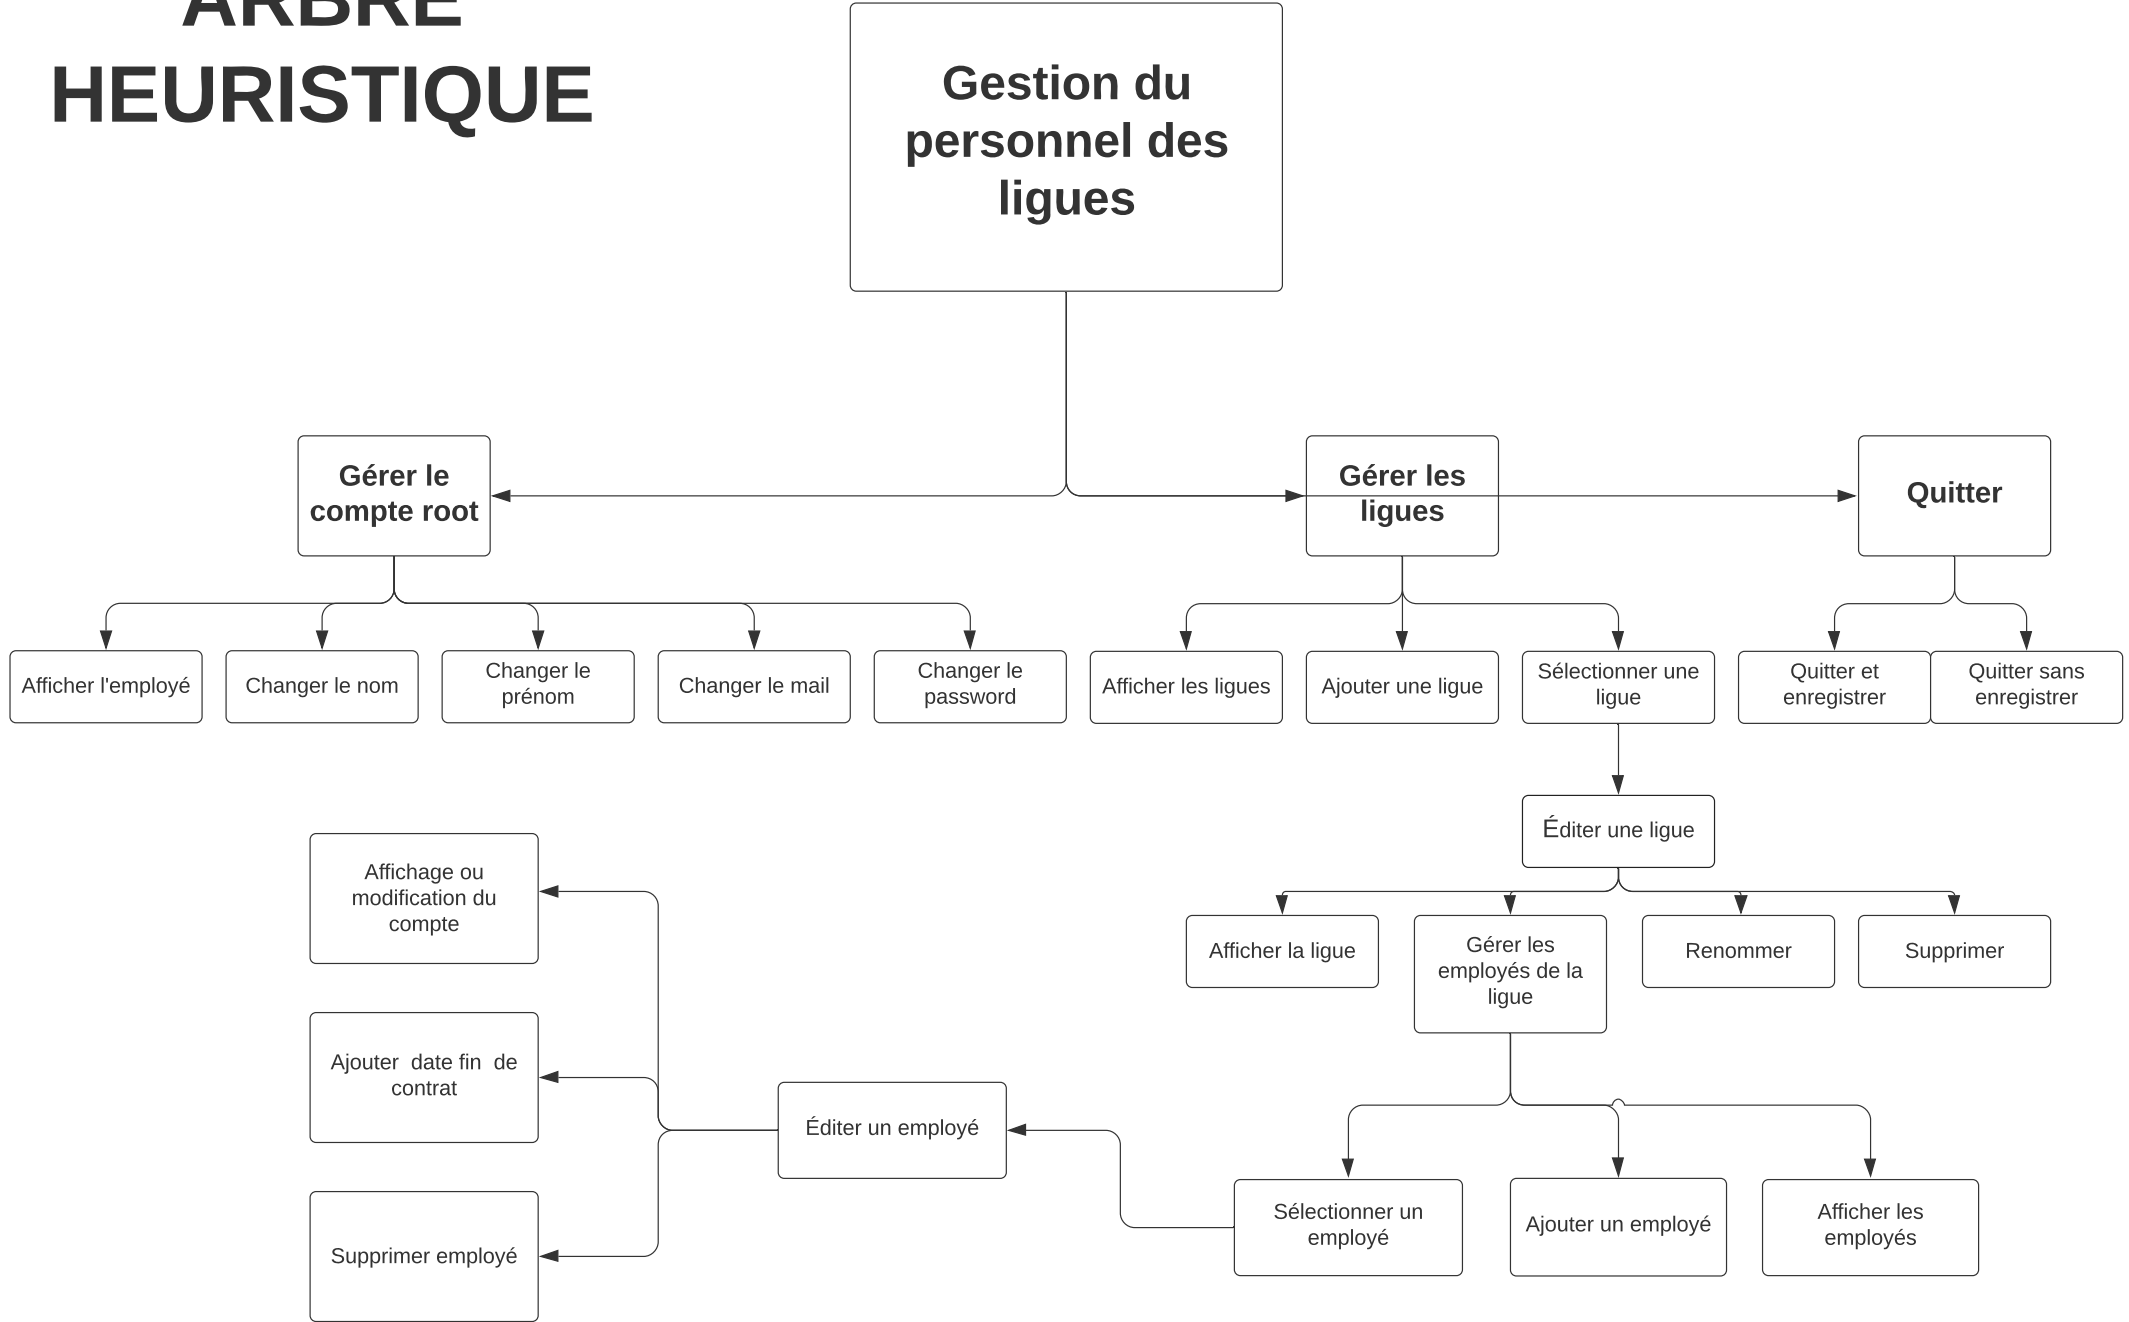 ARBRE
HEURISTIQUE
Gestion du
personnel des
ligues
Gérer le
compte root
Gérer les
ligues
Quitter
Afficher l'employé
Changer le nom
Changer le
prénom
Changer le mail
Changer le
password
Afficher les ligues
Ajouter une ligue
Sélectionner une
ligue
Quitter et
enregistrer
Quitter sans
enregistrer
Éditer une ligue
Afficher la ligue
Gérer les
employés de la
ligue
Renommer
Supprimer
Sélectionner un
employé
Ajouter un employé
Afficher les
employés
Éditer un employé
Affichage ou
modification du
compte
Ajouter  date fin  de
contrat
Supprimer employé